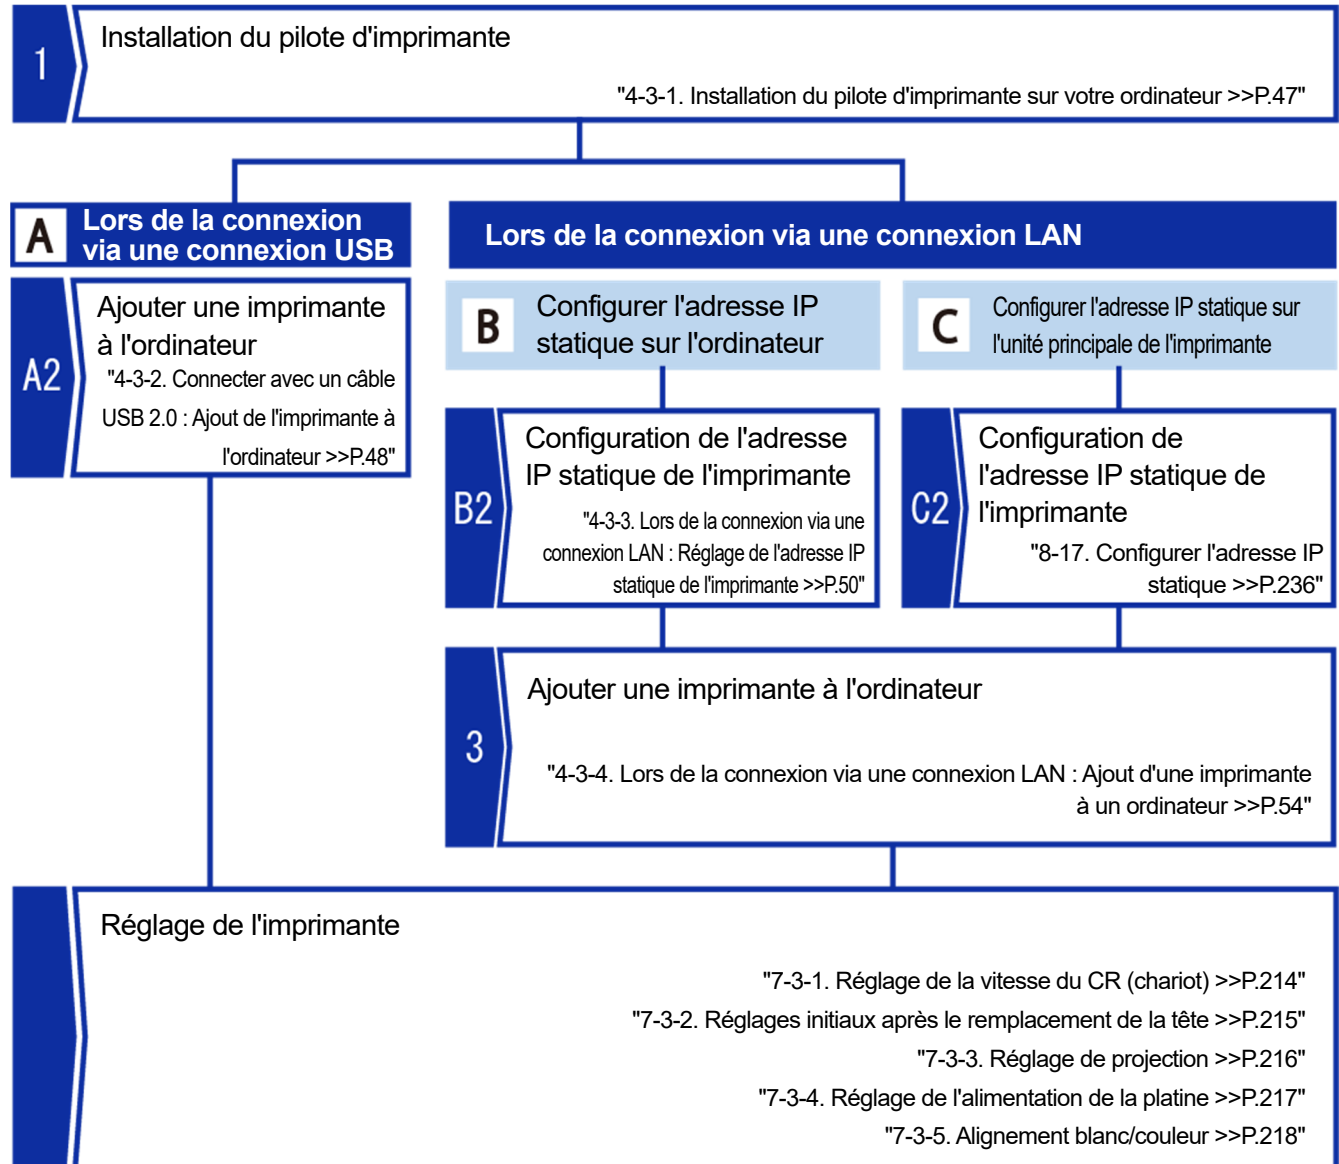 1
Installation du pilote d'imprimante
"4-3-1. Installation du pilote d'imprimante sur votre ordinateur >>P.47"
A
Lors de la connexion
via une connexion USB
A2
Ajouter une imprimante
à l'ordinateur
"4-3-2. Connecter avec un câble
USB 2.0 : Ajout de l'imprimante à
l'ordinateur >>P.48"
Lors de la connexion via une connexion LAN
B
Configurer l'adresse IP
statique sur l'ordinateur
B2
Configuration de l'adresse
IP statique de l'imprimante
"4-3-3. Lors de la connexion via une
connexion LAN : Réglage de l'adresse IP
statique de l'imprimante >>P.50"
C
Configurer l'adresse IP statique sur
l'unité principale de l'imprimante
C2
Configuration de
l'adresse IP statique de
l'imprimante
"8-17. Configurer l'adresse IP
statique >>P.236"
3
Ajouter une imprimante à l'ordinateur
"4-3-4. Lors de la connexion via une connexion LAN : Ajout d'une imprimante
à un ordinateur >>P.54"
Réglage de l'imprimante
"7-3-1. Réglage de la vitesse du CR (chariot) >>P.214"
"7-3-2. Réglages initiaux après le remplacement de la tête >>P.215"
"7-3-3. Réglage de projection >>P.216"
"7-3-4. Réglage de l'alimentation de la platine >>P.217"
"7-3-5. Alignement blanc/couleur >>P.218"